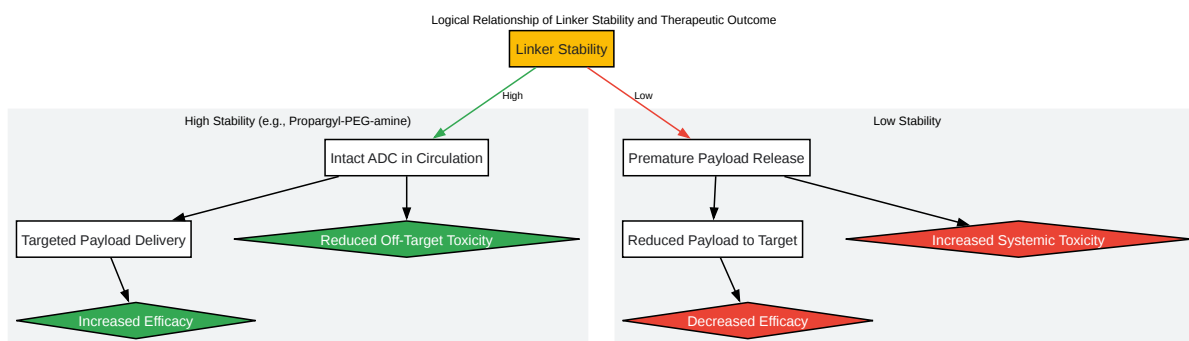 Logical Relationship of Linker Stability and Therapeutic Outcome
Linker Stability
High
Low
High Stability (e.g., Propargyl-PEG-amine)
Low Stability
Intact ADC in Circulation
Premature Payload Release
Targeted Payload Delivery
Reduced Off-Target Toxicity
Reduced Payload to Target
Increased Systemic Toxicity
Increased Efficacy
Decreased Efficacy